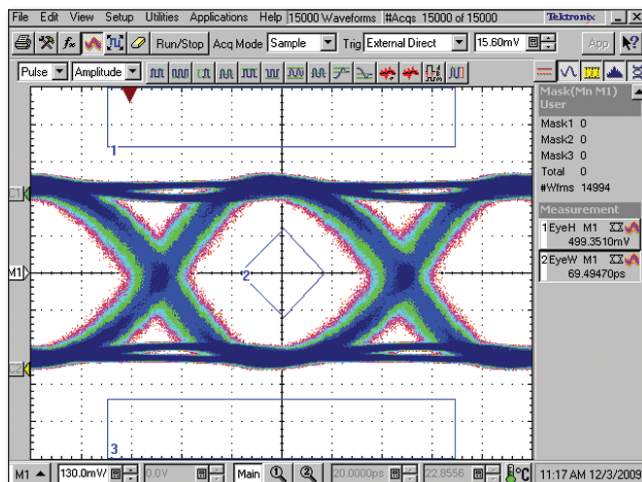 File Edit View Setup Utilities Applications Help 15000 Waveforms #Acqs 15000 of 15000 Tektronix
Run/Stop Acq Mode Sample Trig External Direct 15.60mV App
Pulse Amplitude
Mask(Mn M1)
User
Mask1 0
Mask2 0
Mask3 0
Total 0
#Wfms 14994
Measurement
1 EyeH M1
499.3510mV
2 EyeW M1
69.49470ps
1
C1
M1
2
C2
3
M1 130.0mV/ 0.0V Main 1 2 20.0000ps 22.8556 °C 11:17 AM 12/3/2009